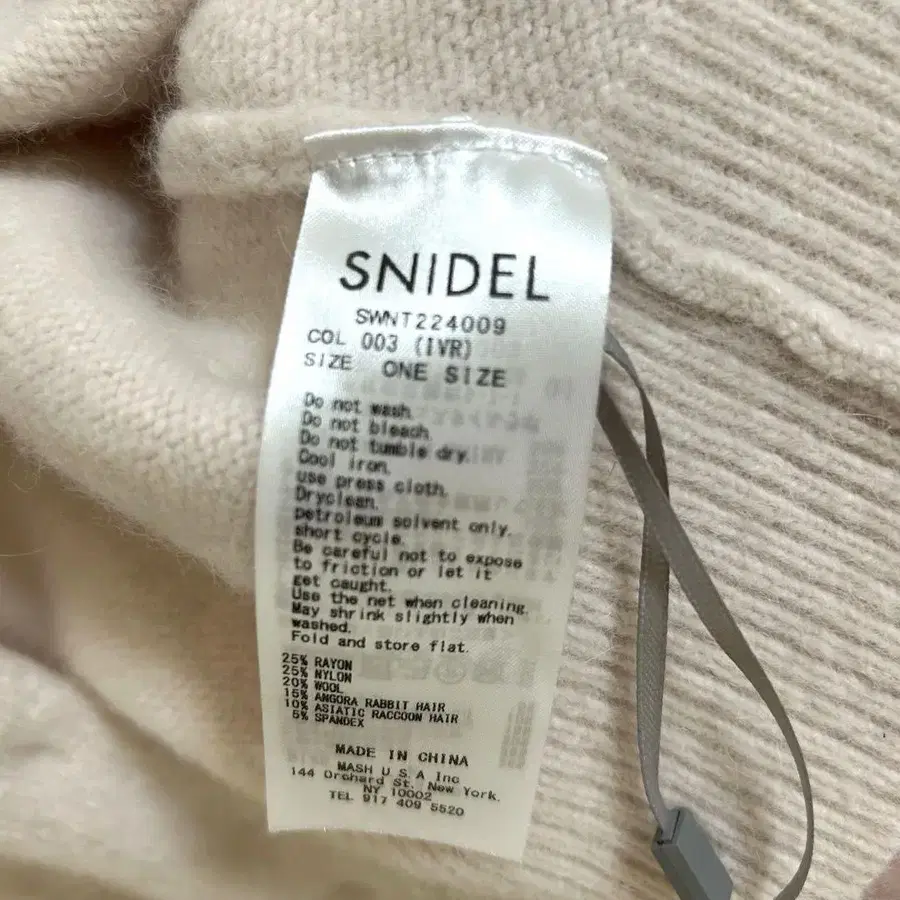 SNIDEL
SWNT224009
COL 003 (IVR)
SIZE ONE SIZE
Do not wash.
Do not bleach.
Do not tumble dry.
Cool iron.
use press cloth.
Dryclean.
petroleum solvent only.
short cycle.
Be careful not to expose
to friction or let it
get caught.
Use the net when cleaning.
May shrink slightly when
washed.
Fold and store flat.
25% RAYON
25% NYLON
20% WOOL
15% ANGORA RABBIT HAIR
10% ASIATIC RACCOON HAIR
5% SPANDEX
MADE IN CHINA
MASH U S A Inc
144 Orchard St. New York.
NY 10002
TEL 917 409 5520